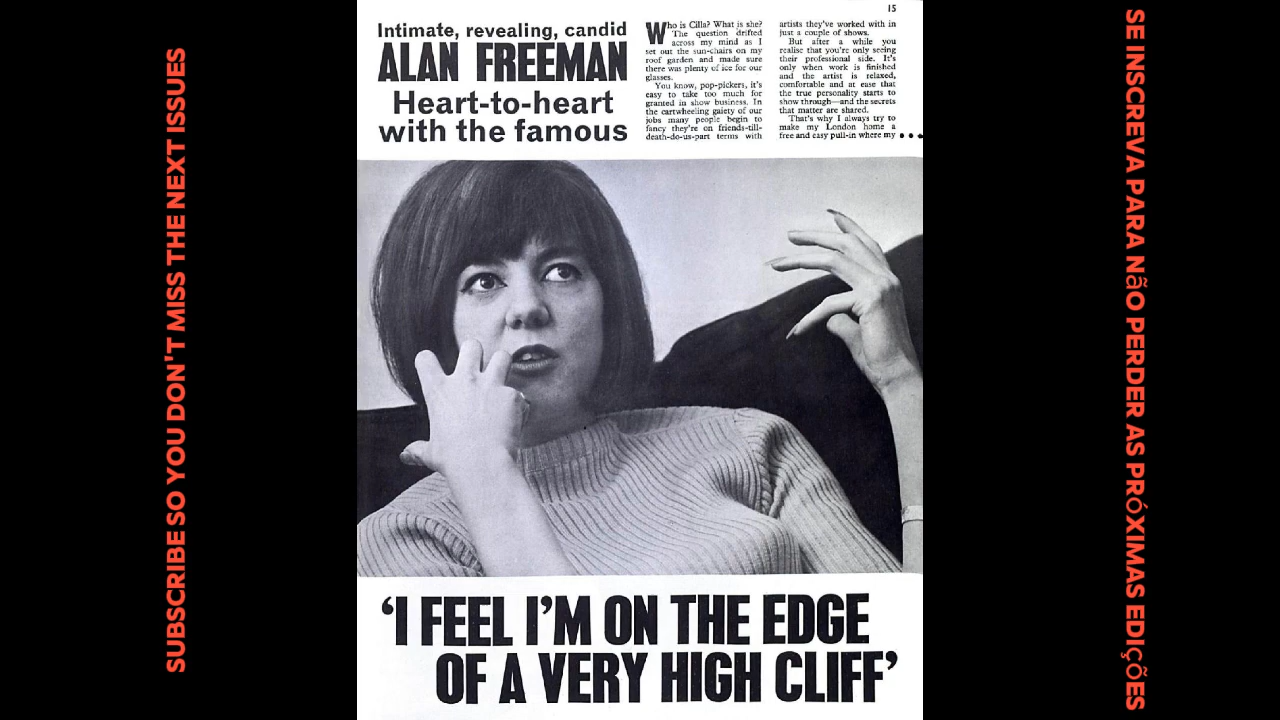 SUBSCRIBE SO YOU DON'T MISS THE NEXT ISSUES
15
Intimate, revealing, candid
ALAN FREEMAN
Heart-to-heart
with the famous
Who is Cilla? What is she?
The question drifted
across my mind as I
set out the sun-chairs on my
roof garden and made sure
there was plenty of ice for our
glasses.
You know, pop-pickers, it's
easy to take too much for
granted in show business. In
the cartwheeling gaiety of our
jobs many people begin to
fancy they're on friends-till-
death-do-us-part terms with
artists they've worked with in
just a couple of shows.
But after a while you
realise that you're only seeing
their professional side. It's
only when work is finished
and the artist is relaxed,
comfortable and at ease that
the true personality starts to
show through—and the secrets
that matter are shared.
That's why I always try to
make my London home a
free and easy pull-in where my ...
'I FEEL I'M ON THE EDGE
OF A VERY HIGH CLIFF'
SE INSCREVA PARA NãO PERDER AS PRÓXIMAS EDIÇÕES